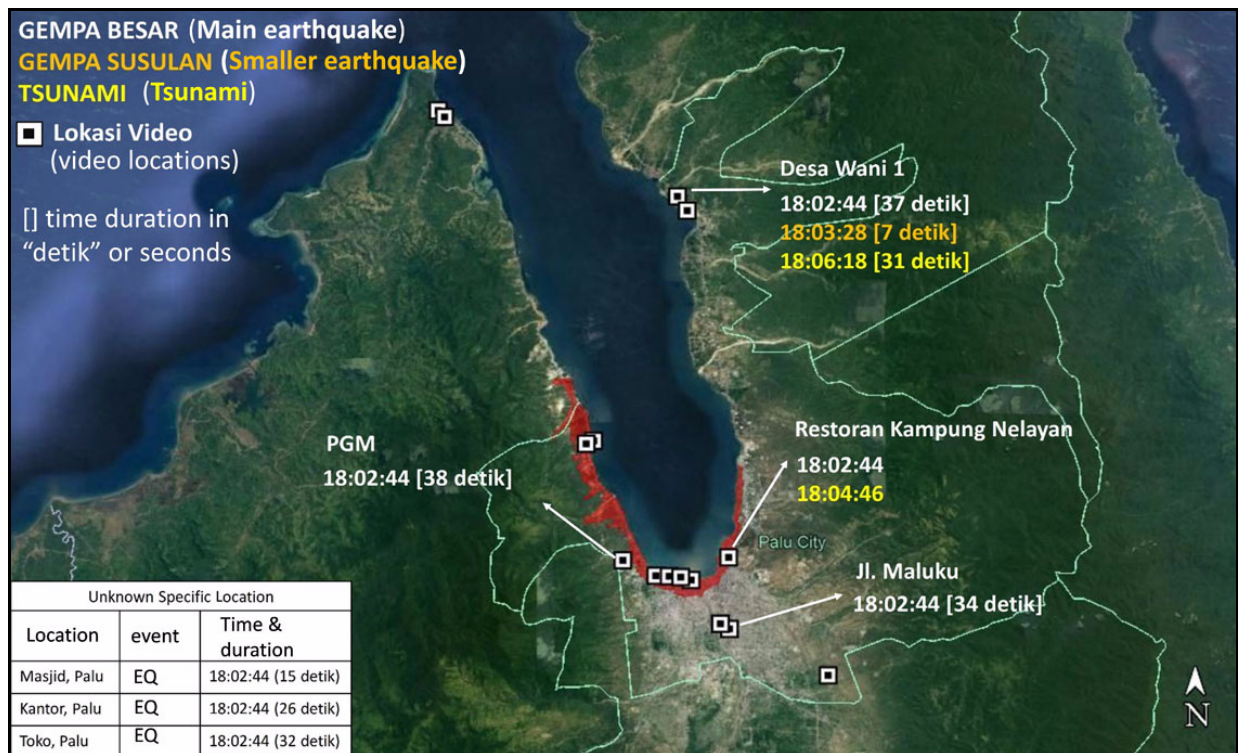 GEMPA BESAR (Main earthquake)
GEMPA SUSULAN (Smaller earthquake)
TSUNAMI (Tsunami)
Lokasi Video
(video locations)
[] time duration in
“detik” or seconds
Desa Wani 1
18:02:44 [37 detik]
18:03:28 [7 detik]
18:06:18 [31 detik]
PGM
18:02:44 [38 detik]
Restoran Kampung Nelayan
18:02:44
18:04:46
Palu City
Jl. Maluku
18:02:44 [34 detik]
Unknown Specific Location
Location event Time & duration
Masjid, Palu EQ 18:02:44 (15 detik)
Kantor, Palu EQ 18:02:44 (26 detik)
Toko, Palu EQ 18:02:44 (32 detik)
N